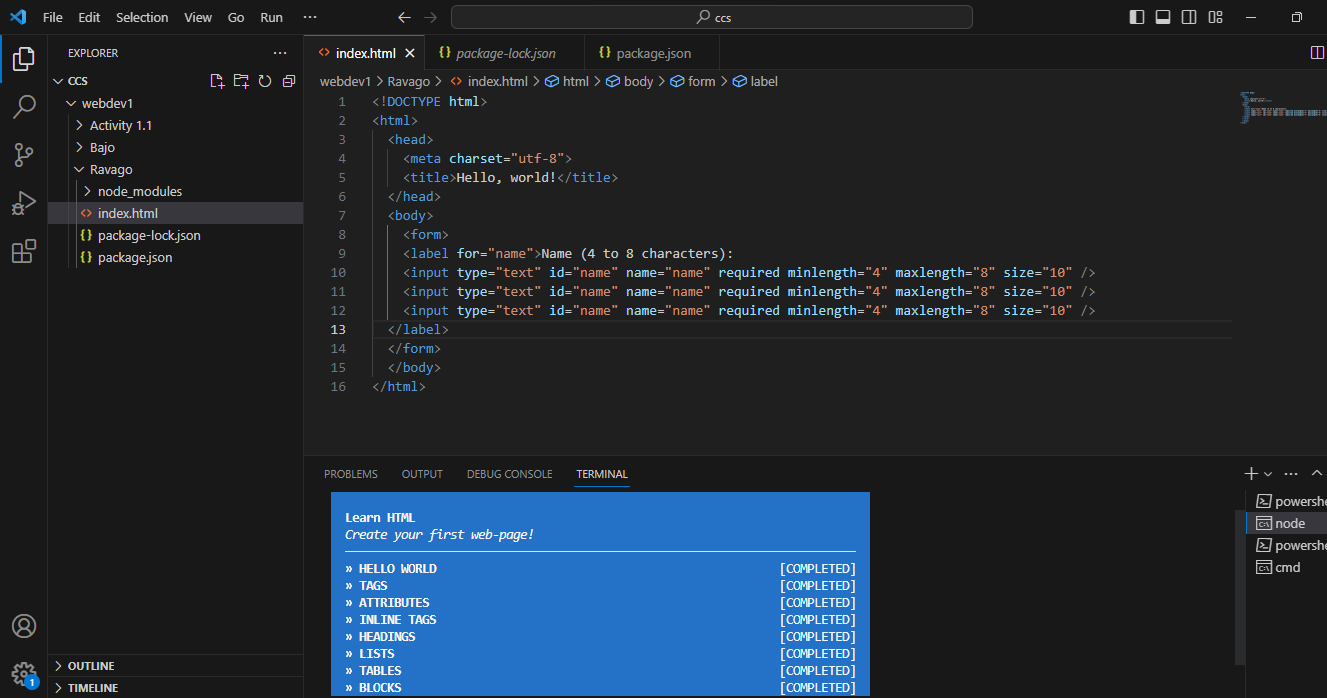 File Edit Selection View Go Run ···
ccs
EXPLORER ···
CCS
webdev1
Activity 1.1
Bajo
Ravago
node_modules
<> index.html
{} package-lock.json
{} package.json
OUTLINE
TIMELINE
1
<> index.html
{} package-lock.json
{} package.json
webdev1 > Ravago > <> index.html > html > body > form > label
1 <!DOCTYPE html>
2 <html>
3 <head>
4 <meta charset="utf-8">
5 <title>Hello, world!</title>
6 </head>
7 <body>
8 <form>
9 <label for="name">Name (4 to 8 characters):
10 <input type="text" id="name" name="name" required minlength="4" maxlength="8" size="10" />
11 <input type="text" id="name" name="name" required minlength="4" maxlength="8" size="10" />
12 <input type="text" id="name" name="name" required minlength="4" maxlength="8" size="10" />
13 </label>
14 </form>
15 </body>
16 </html>
PROBLEMS OUTPUT DEBUG CONSOLE TERMINAL
Learn HTML
Create your first web-page!
» HELLO WORLD [COMPLETED]
» TAGS [COMPLETED]
» ATTRIBUTES [COMPLETED]
» INLINE TAGS [COMPLETED]
» HEADINGS [COMPLETED]
» LISTS [COMPLETED]
» TABLES [COMPLETED]
» BLOCKS [COMPLETED]
powershe
node
powershe
cmd